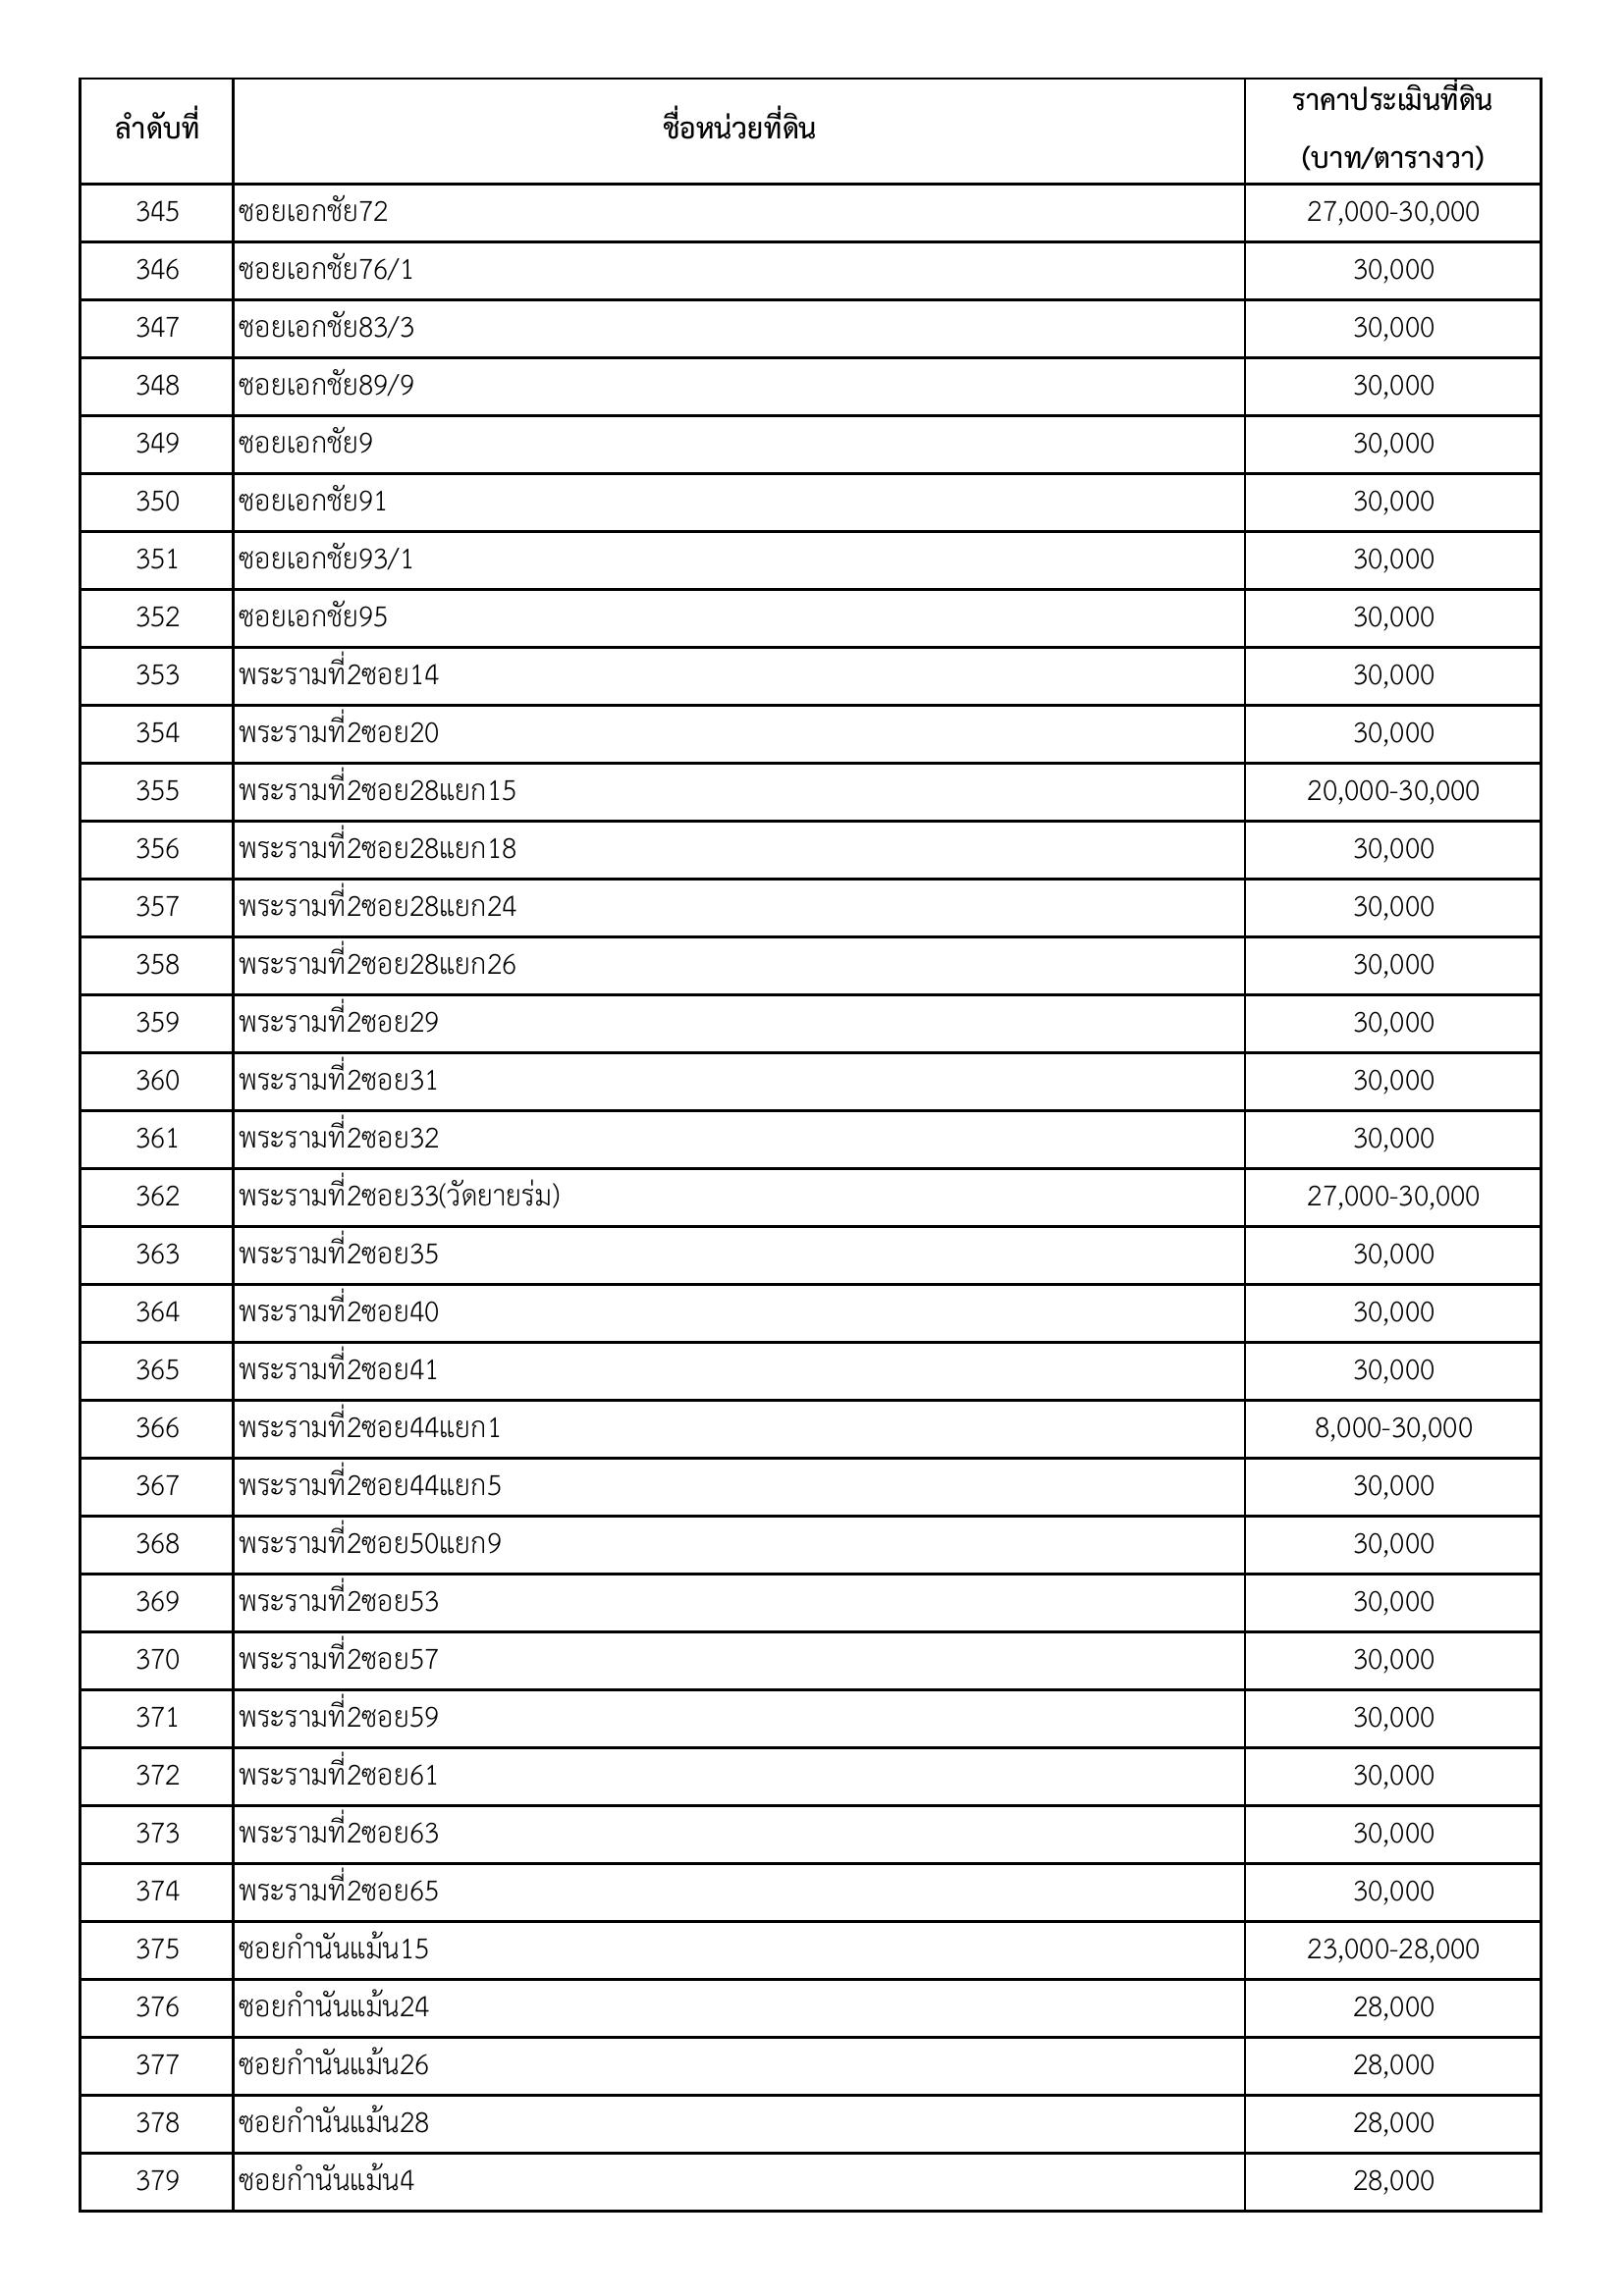 ลำดับที่ ชื่อหน่วยที่ดิน ราคาประเมินที่ดิน
(บาท/ตารางวา)
345 ซอยเอกชัย72 27,000-30,000
346 ซอยเอกชัย76/1 30,000
347 ซอยเอกชัย83/3 30,000
348 ซอยเอกชัย89/9 30,000
349 ซอยเอกชัย9 30,000
350 ซอยเอกชัย91 30,000
351 ซอยเอกชัย93/1 30,000
352 ซอยเอกชัย95 30,000
353 พระรามที่2ซอย14 30,000
354 พระรามที่2ซอย20 30,000
355 พระรามที่2ซอย28แยก15 20,000-30,000
356 พระรามที่2ซอย28แยก18 30,000
357 พระรามที่2ซอย28แยก24 30,000
358 พระรามที่2ซอย28แยก26 30,000
359 พระรามที่2ซอย29 30,000
360 พระรามที่2ซอย31 30,000
361 พระรามที่2ซอย32 30,000
362 พระรามที่2ซอย33(วัดยายร่ม) 27,000-30,000
363 พระรามที่2ซอย35 30,000
364 พระรามที่2ซอย40 30,000
365 พระรามที่2ซอย41 30,000
366 พระรามที่2ซอย44แยก1 8,000-30,000
367 พระรามที่2ซอย44แยก5 30,000
368 พระรามที่2ซอย50แยก9 30,000
369 พระรามที่2ซอย53 30,000
370 พระรามที่2ซอย57 30,000
371 พระรามที่2ซอย59 30,000
372 พระรามที่2ซอย61 30,000
373 พระรามที่2ซอย63 30,000
374 พระรามที่2ซอย65 30,000
375 ซอยกำนันแม้น15 23,000-28,000
376 ซอยกำนันแม้น24 28,000
377 ซอยกำนันแม้น26 28,000
378 ซอยกำนันแม้น28 28,000
379 ซอยกำนันแม้น4 28,000